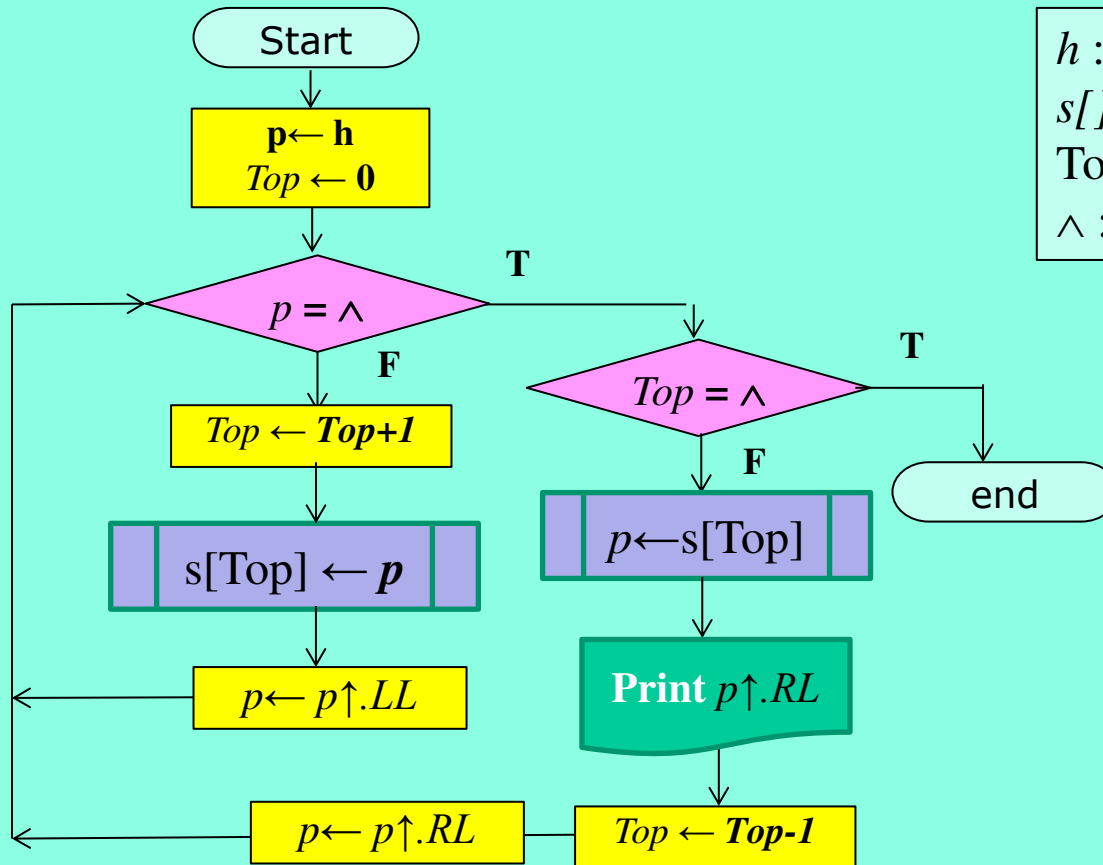 Start
h :
s[]
To
∧ :
p← h
Top ← 0
T
p = ∧
F
T
Top = ∧
F
Top ← Top+1
end
s[Top] ← p
p←s[Top]
p← p↑.LL
Print p↑.RL
p← p↑.RL
Top ← Top-1